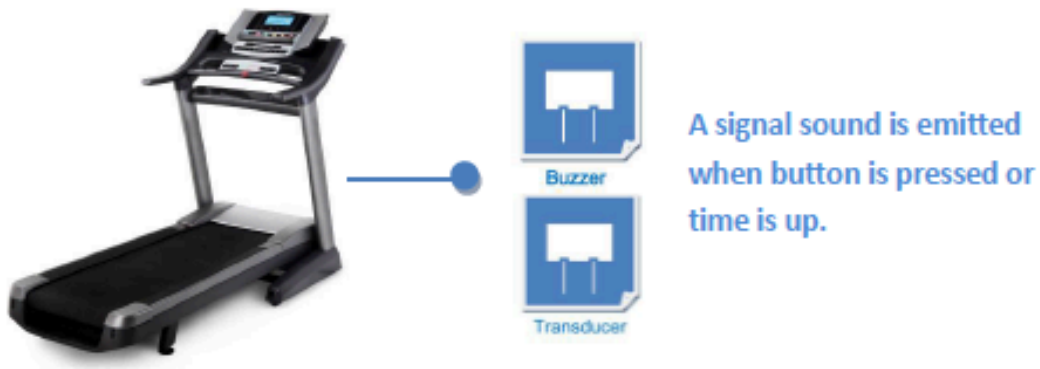 Buzzer
Transducer
A signal sound is emitted
when button is pressed or
time is up.